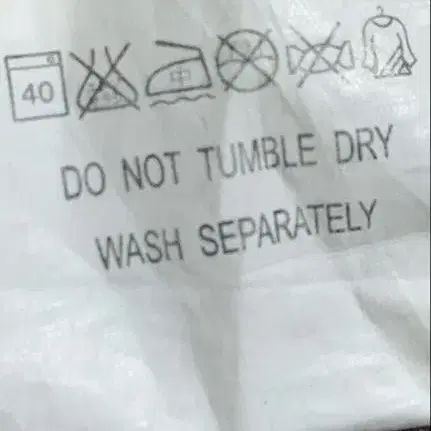 40
DO NOT TUMBLE DRY
WASH SEPARATELY